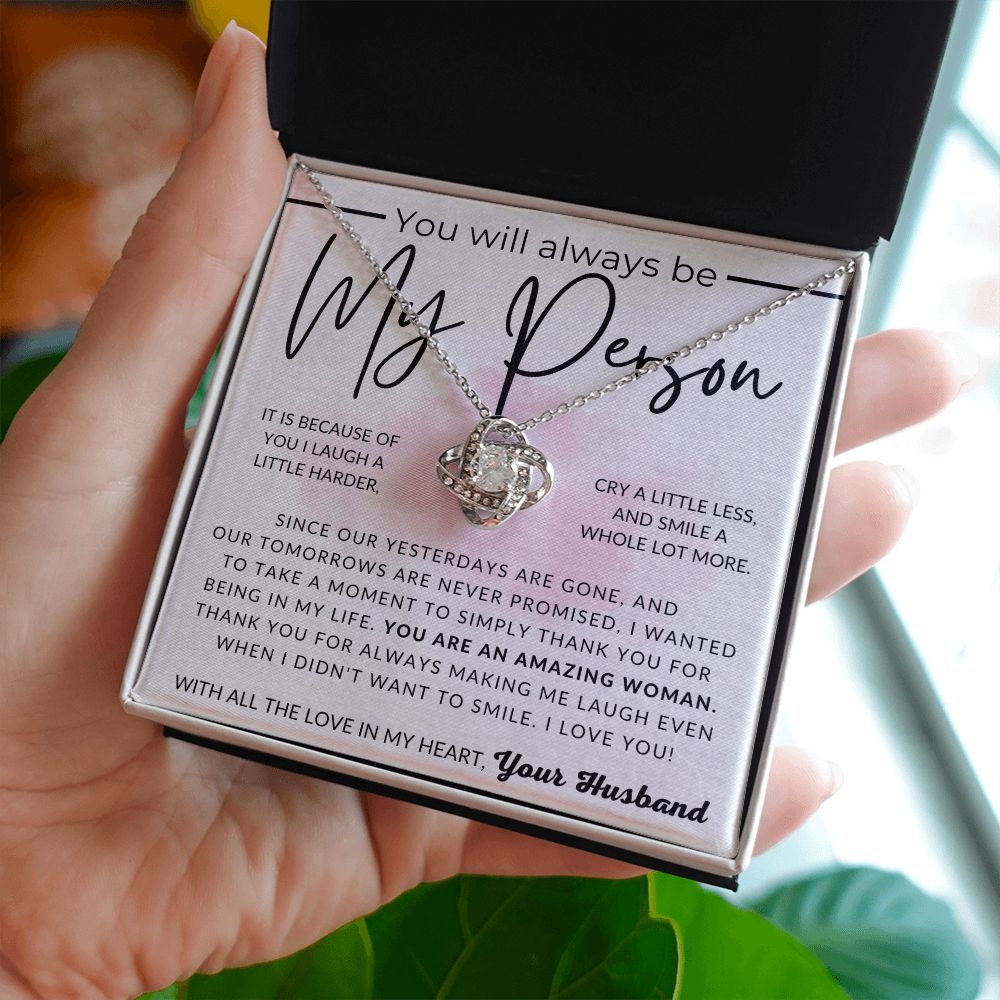 You will always be
My Person
IT IS BECAUSE OF
YOU I LAUGH A
LITTLE HARDER,
CRY A LITTLE LESS,
AND SMILE A
WHOLE LOT MORE.
SINCE OUR YESTERDAYS ARE GONE, AND
OUR TOMORROWS ARE NEVER PROMISED, I WANTED
TO TAKE A MOMENT TO SIMPLY THANK YOU FOR
BEING IN MY LIFE. YOU ARE AN AMAZING WOMAN.
THANK YOU FOR ALWAYS MAKING ME LAUGH EVEN
WHEN I DIDN'T WANT TO SMILE. I LOVE YOU!
WITH ALL THE LOVE IN MY HEART, Your Husband